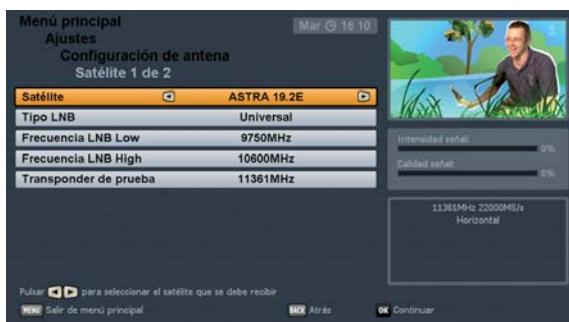 Menú principal
Mar 16 10
Ajustes
Configuración de antena
Satélite 1 de 2
Satélite ASTRA 19.2E
Tipo LNB Universal
Frecuencia LNB Low 9750MHz
Frecuencia LNB High 10600MHz
Transponder de prueba 11361MHz
Intensidad señal:
0%
Calidad señal:
0%
11361MHz 22000MS/s
Horizontal
Pulsar para seleccionar el satélite que se debe recibir
MENU Salir de menú principal BACK Atrás OK Continuar